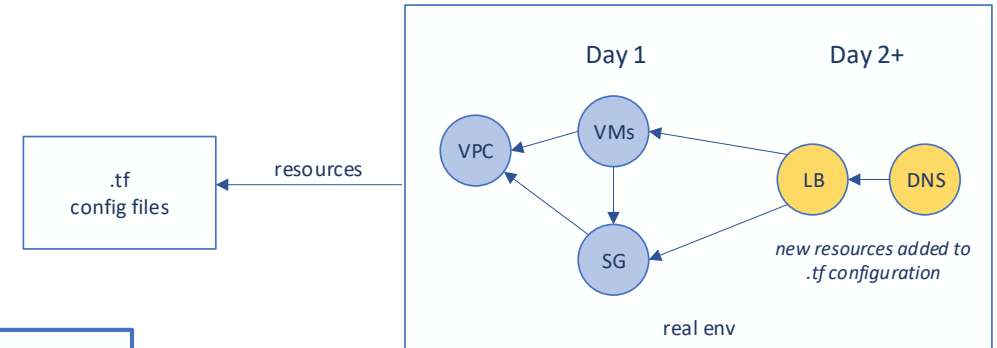 Day 1
Day 2+
VMs
VPC
.tf
config files
resources
LB
DNS
SG
new resources added to
.tf configuration
real env